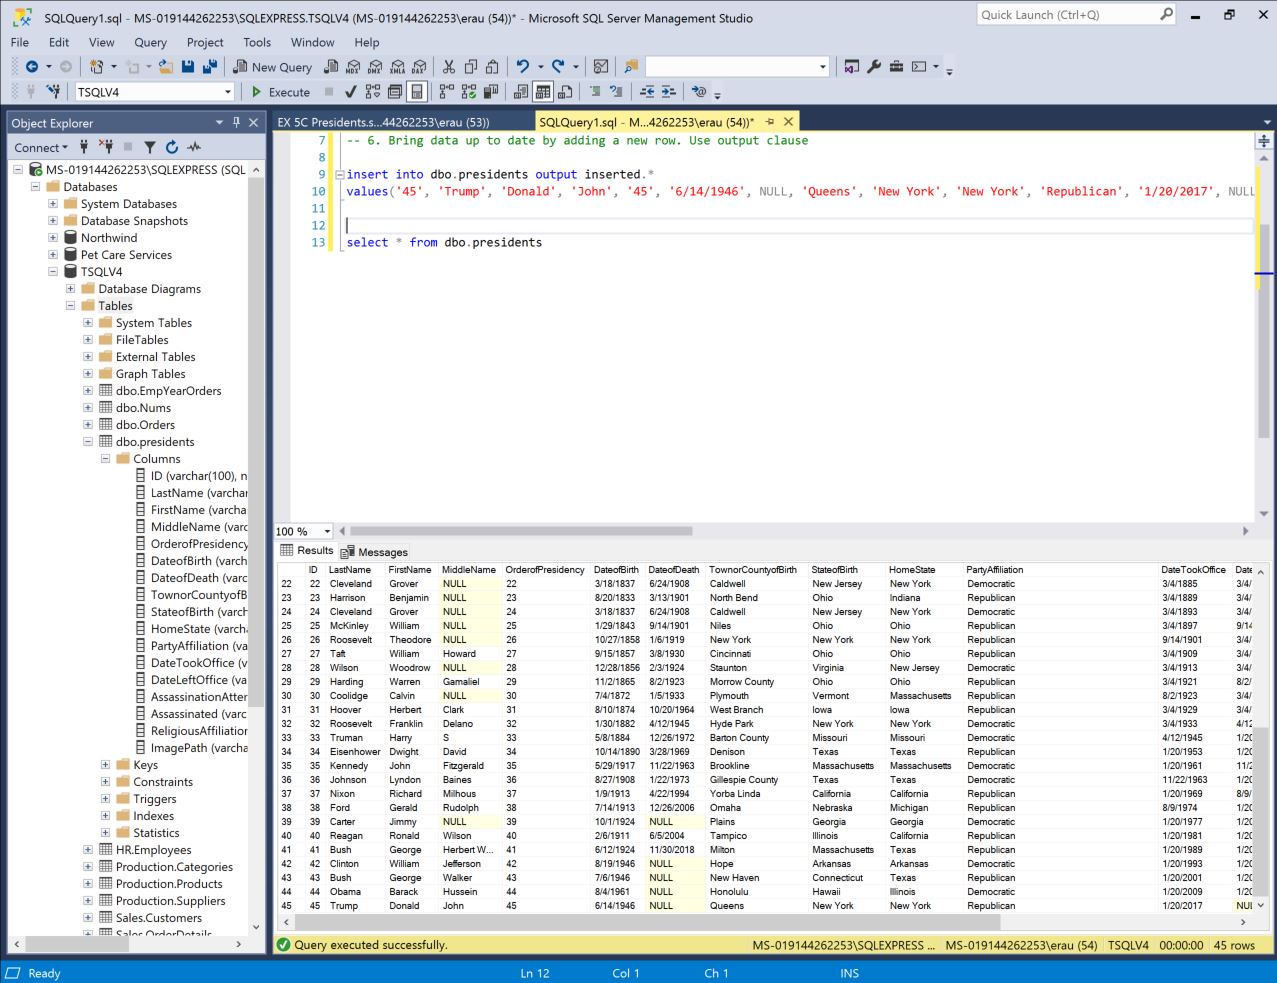 SQLQuery1.sql - MS-019144262253\SQLEXPRESS.TSQLV4 (MS-019144262253\erau (54))* - Microsoft SQL Server Management Studio
Quick Launch (Ctrl+Q)
File Edit View Query Project Tools Window Help
New Query
TSQLV4 Execute
Object Explorer
Connect
MS-019144262253\SQLEXPRESS (SQL
Databases
System Databases
Database Snapshots
Northwind
Pet Care Services
TSQLV4
Database Diagrams
Tables
System Tables
FileTables
External Tables
Graph Tables
dbo.EmpYearOrders
dbo.Nums
dbo.Orders
dbo.presidents
Columns
ID (varchar(100), n
LastName (varchar
FirstName (varcha
MiddleName (varc
OrderofPresidency
DateofBirth (varch
DateofDeath (varc
TownorCountyofB
StateofBirth (varch
HomeState (varcha
PartyAffiliation (va
DateTookOffice (v
DateLeftOffice (va
AssassinationAtter
Assassinated (varc
ReligiousAffiliation
ImagePath (varcha
Keys
Constraints
Triggers
Indexes
Statistics
HR.Employees
Production.Categories
Production.Products
Production.Suppliers
Sales.Customers
Sales.OrderDetails
EX 5C Presidents.s...44262253\erau (53)) SQLQuery1.sql - M...4262253\erau (54))*
7 -- 6. Bring data up to date by adding a new row. Use output clause
8
9 insert into dbo.presidents output inserted.*
10 values('45', 'Trump', 'Donald', 'John', '45', '6/14/1946', NULL, 'Queens', 'New York', 'New York', 'Republican', '1/20/2017', NULL
11
12
13 select * from dbo.presidents
100 %
Results Messages
ID LastName FirstName MiddleName OrderofPresidency DateofBirth DateofDeath TownorCountyofBirth StateofBirth HomeState PartyAffiliation DateTookOffice Date
22 22 Cleveland Grover NULL 22 3/18/1837 6/24/1908 Caldwell New Jersey New York Democratic 3/4/1885 3/4/
23 23 Harrison Benjamin NULL 23 8/20/1833 3/13/1901 North Bend Ohio Indiana Republican 3/4/1889 3/4/
24 24 Cleveland Grover NULL 24 3/18/1837 6/24/1908 Caldwell New Jersey New York Democratic 3/4/1893 3/4/
25 25 McKinley William NULL 25 1/29/1843 9/14/1901 Niles Ohio Ohio Republican 3/4/1897 9/14
26 26 Roosevelt Theodore NULL 26 10/27/1858 1/6/1919 New York New York New York Republican 9/14/1901 3/4/
27 27 Taft William Howard 27 9/15/1857 3/8/1930 Cincinnati Ohio Ohio Republican 3/4/1909 3/4/
28 28 Wilson Woodrow NULL 28 12/28/1856 2/3/1924 Staunton Virginia New Jersey Democratic 3/4/1913 3/4/
29 29 Harding Warren Gamaliel 29 11/2/1865 8/2/1923 Morrow County Ohio Ohio Republican 3/4/1921 8/2/
30 30 Coolidge Calvin NULL 30 7/4/1872 1/5/1933 Plymouth Vermont Massachusetts Republican 8/2/1923 3/4/
31 31 Hoover Herbert Clark 31 8/10/1874 10/20/1964 West Branch Iowa Iowa Republican 3/4/1929 3/4/
32 32 Roosevelt Franklin Delano 32 1/30/1882 4/12/1945 Hyde Park New York New York Democratic 3/4/1933 4/12
33 33 Truman Harry S 33 5/8/1884 12/26/1972 Barton County Missouri Missouri Democratic 4/12/1945 1/20
34 34 Eisenhower Dwight David 34 10/14/1890 3/28/1969 Denison Texas Texas Republican 1/20/1953 1/20
35 35 Kennedy John Fitzgerald 35 5/29/1917 11/22/1963 Brookline Massachusetts Massachusetts Democratic 1/20/1961 11/2
36 36 Johnson Lyndon Baines 36 8/27/1908 1/22/1973 Gillespie County Texas Texas Democratic 11/22/1963 1/20
37 37 Nixon Richard Milhous 37 1/9/1913 4/22/1994 Yorba Linda California California Republican 1/20/1969 8/9/
38 38 Ford Gerald Rudolph 38 7/14/1913 12/26/2006 Omaha Nebraska Michigan Republican 8/9/1974 1/20
39 39 Carter Jimmy NULL 39 10/1/1924 NULL Plains Georgia Georgia Democratic 1/20/1977 1/20
40 40 Reagan Ronald Wilson 40 2/6/1911 6/5/2004 Tampico Illinois California Republican 1/20/1981 1/20
41 41 Bush George Herbert W... 41 6/12/1924 11/30/2018 Milton Massachusetts Texas Republican 1/20/1989 1/20
42 42 Clinton William Jefferson 42 8/19/1946 NULL Hope Arkansas Arkansas Democratic 1/20/1993 1/20
43 43 Bush George Walker 43 7/6/1946 NULL New Haven Connecticut Texas Republican 1/20/2001 1/20
44 44 Obama Barack Hussein 44 8/4/1961 NULL Honolulu Hawaii Illinois Democratic 1/20/2009 1/20
45 45 Trump Donald John 45 6/14/1946 NULL Queens New York New York Republican 1/20/2017 NUL
Query executed successfully. MS-019144262253\SQLEXPRESS ... MS-019144262253\erau (54) TSQLV4 00:00:00 45 rows
Ready Ln 12 Col 1 Ch 1 INS